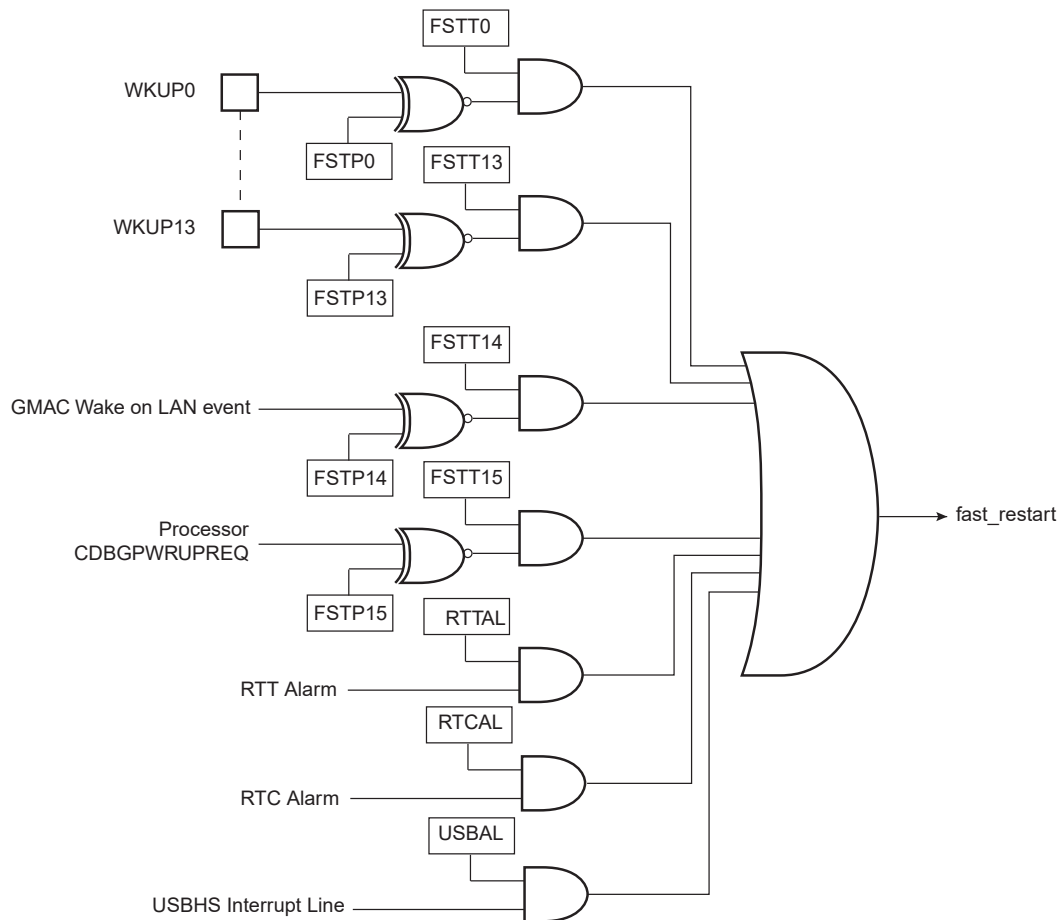 FSTT0
WKUP0
FSTP0
FSTT13
WKUP13
FSTP13
FSTT14
GMAC Wake on LAN event
FSTP14
FSTT15
Processor
CDBGPWRUPREQ
fast_restart
FSTP15
RTTAL
RTT Alarm
RTCAL
RTC Alarm
USBAL
USBHS Interrupt Line